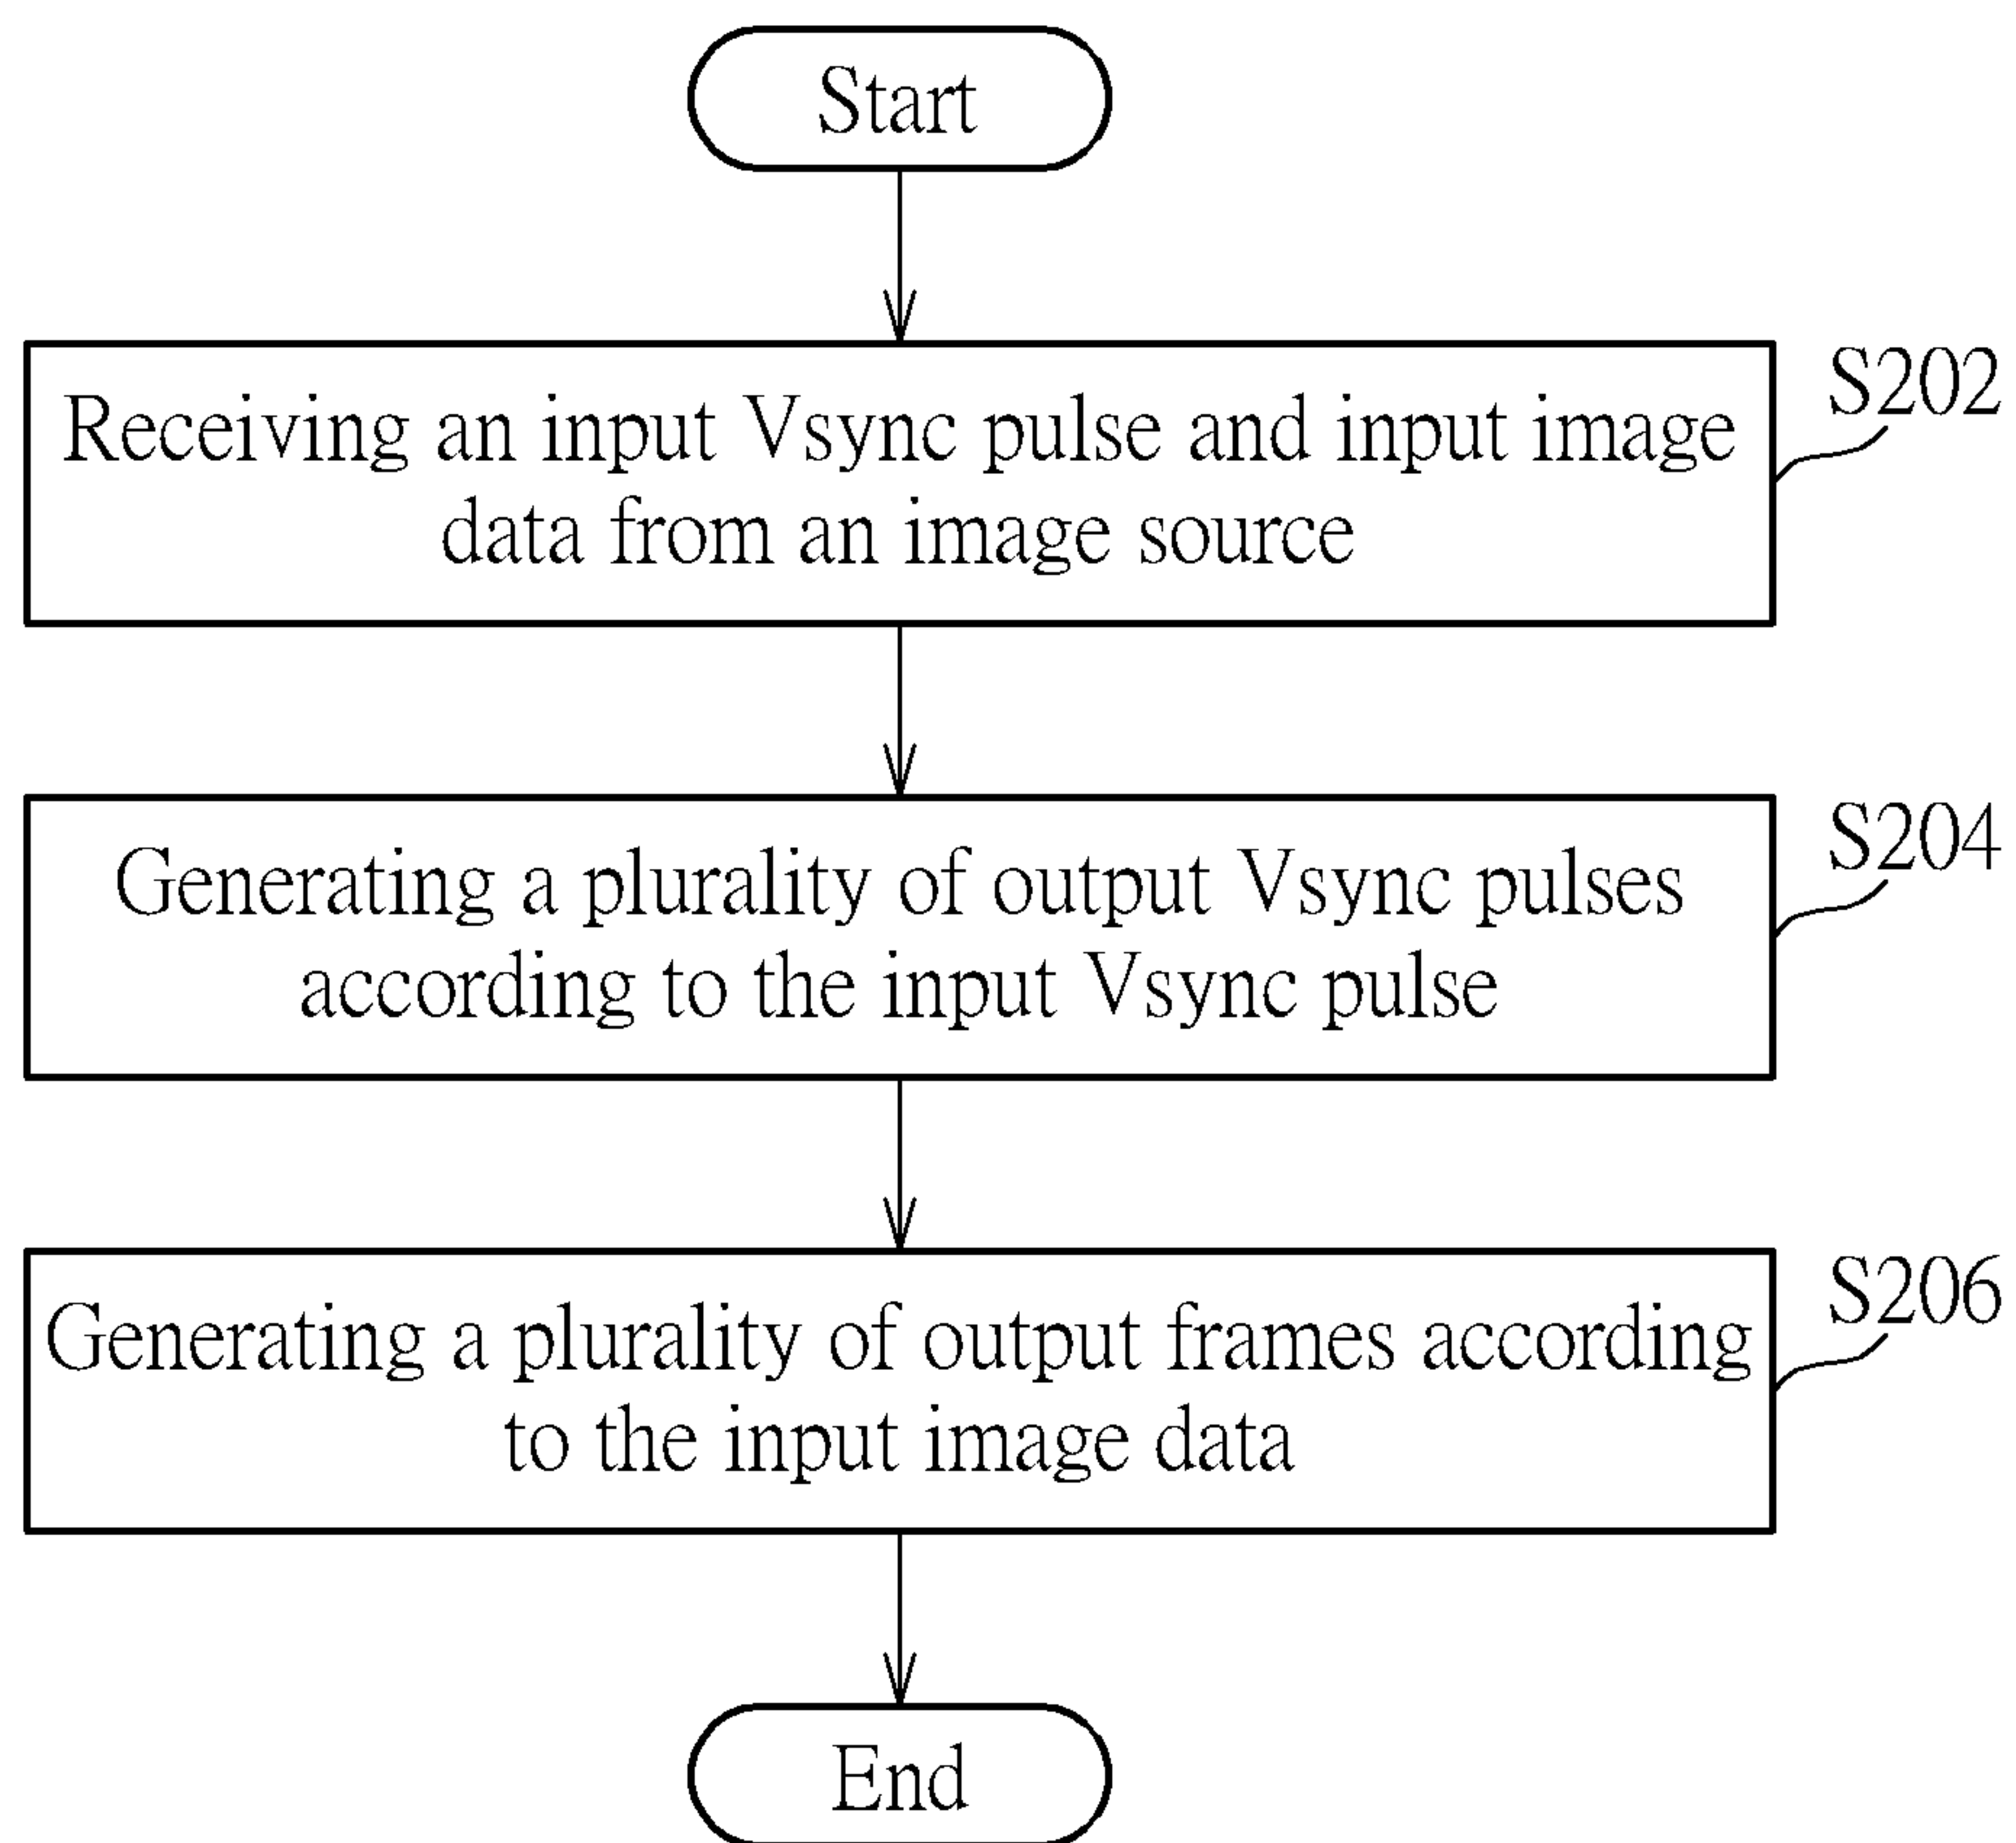 Start
Receiving an input Vsync pulse and input image
data from an image source
S202
Generating a plurality of output Vsync pulses
according to the input Vsync pulse
S204
Generating a plurality of output frames according
to the input image data
S206
End